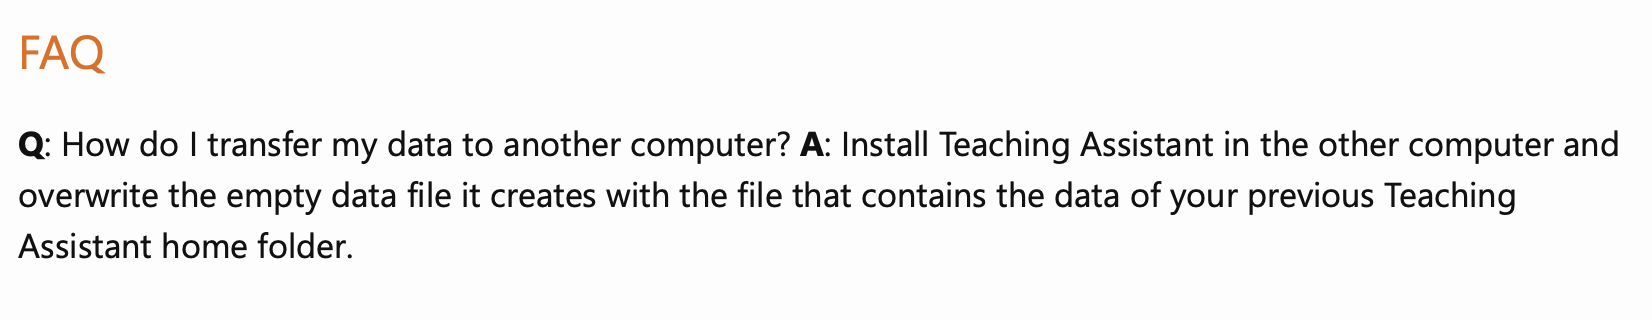 FAQ
Q: How do I transfer my data to another computer? A: Install Teaching Assistant in the other computer and
overwrite the empty data file it creates with the file that contains the data of your previous Teaching
Assistant home folder.